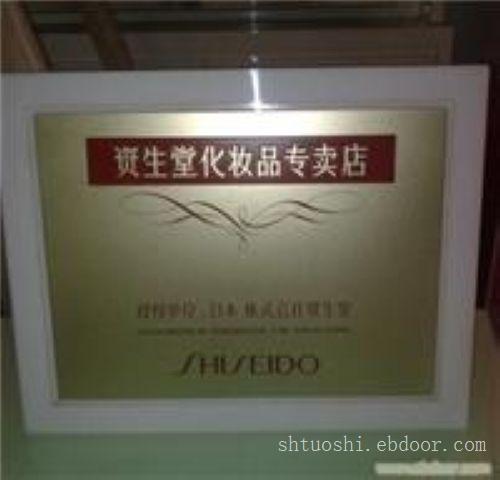 资生堂化妆品专卖店
授权单位:日本 株式会社资生堂
SHISEIDO
shtuoshi.ebdoor.com